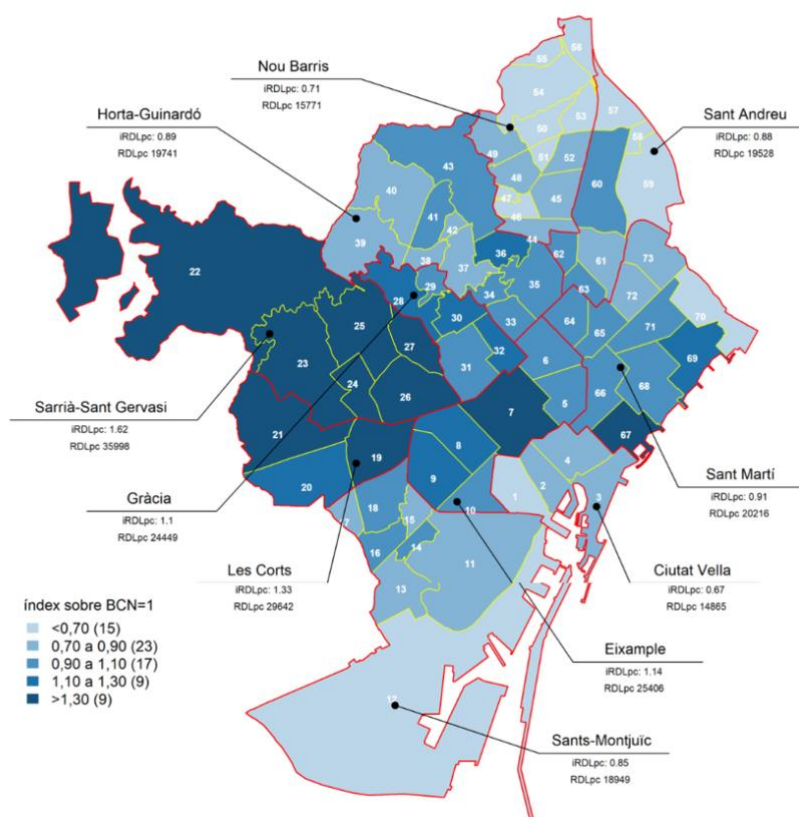 Nou Barris
iRDLpc: 0.71
RDLpc 15771
Horta-Guinardó
iRDLpc: 0.89
RDLpc 19741
Sant Andreu
iRDLpc: 0.88
RDLpc 19528
Sarrià-Sant Gervasi
iRDLpc: 1.62
RDLpc 35998
Gràcia
iRDLpc: 1.1
RDLpc 24449
Les Corts
iRDLpc: 1.33
RDLpc 29642
Sant Martí
iRDLpc: 0.91
RDLpc 20216
Ciutat Vella
iRDLpc: 0.67
RDLpc 14865
Eixample
iRDLpc: 1.14
RDLpc 25406
Sants-Montjuïc
iRDLpc: 0.85
RDLpc 18949
índex sobre BCN=1
<0,70 (15)
0,70 a 0,90 (23)
0,90 a 1,10 (17)
1,10 a 1,30 (9)
>1,30 (9)
56
55
54
53
57
50
58
49
51
52
59
43
48
60
40
47
45
41
46
42
44
39
38
36
62
61
73
37
22
35
28
29
34
63
72
70
25
30
33
64
65
71
27
32
69
23
31
6
24
26
66
68
7
5
21
8
67
19
4
20
9
1
2
3
10
18
15
7
16
14
11
13
12